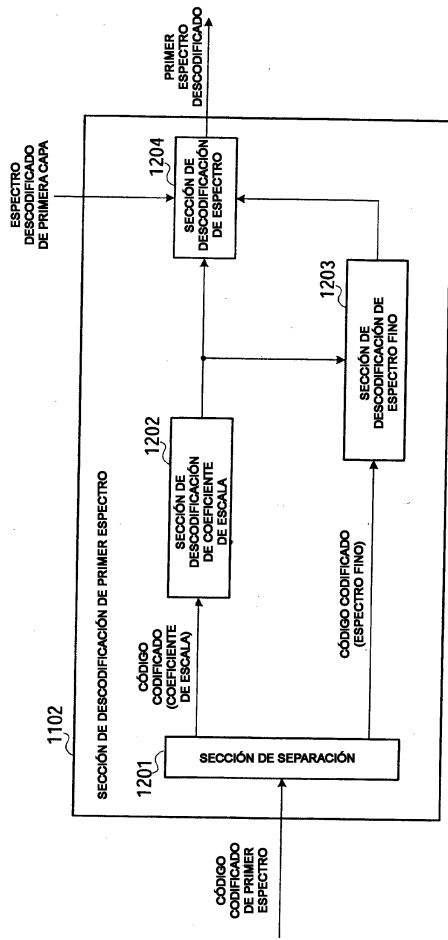 1102
SECCIÓN DE DESCODIFICACIÓN DE PRIMER ESPECTRO
CÓDIGO
CODIFICADO
DE PRIMER
ESPECTRO
1201
SECCIÓN DE SEPARACIÓN
CÓDIGO
CODIFICADO
(COEFICIENTE
DE ESCALA)
1202
SECCIÓN DE
DESCODIFICACIÓN
DE COEFICIENTE
DE ESCALA
CÓDIGO CODIFICADO
(ESPECTRO FINO)
1203
SECCIÓN DE
DESCODIFICACIÓN DE
ESPECTRO FINO
ESPECTRO
DESCODIFICADO
DE PRIMERA CAPA
1204
SECCIÓN DE
DESCODIFICACIÓN
DE ESPECTRO
PRIMER
ESPECTRO
DESCODIFICADO